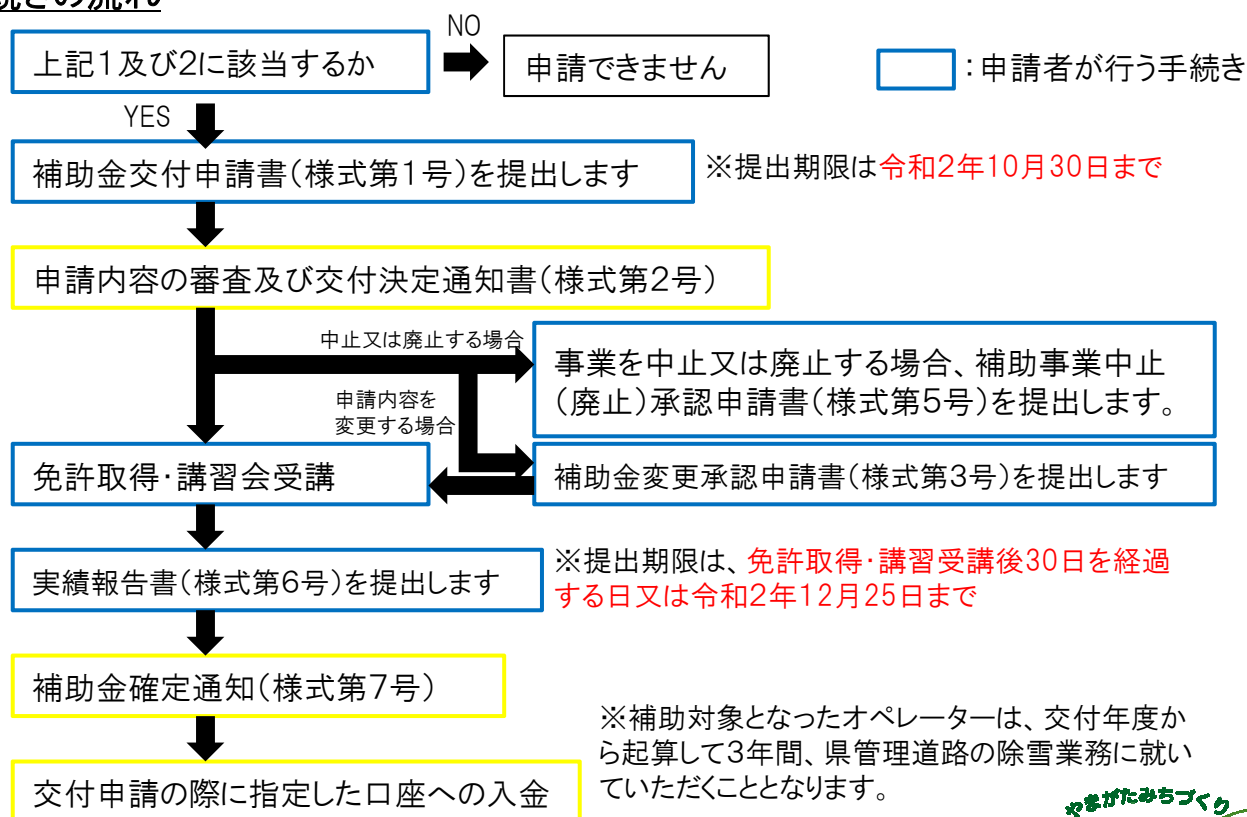 続きの流れ
NO
上記1及び2に該当するか
申請できません
:申請者が行う手続き
YES
補助金交付申請書(様式第1号)を提出します
※提出期限は令和2年10月30日まで
申請内容の審査及び交付決定通知書(様式第2号)
中止又は廃止する場合
事業を中止又は廃止する場合、補助事業中止
(廃止)承認申請書(様式第5号)を提出します。
申請内容を
変更する場合
免許取得・講習会受講
補助金変更承認申請書(様式第3号)を提出します
実績報告書(様式第6号)を提出します
※提出期限は、免許取得・講習受講後30日を経過
する日又は令和2年12月25日まで
補助金確定通知(様式第7号)
※補助対象となったオペレーターは、交付年度か
ら起算して3年間、県管理道路の除雪業務に就い
ていただくこととなります。
交付申請の際に指定した口座への入金
やまがたみちづくり